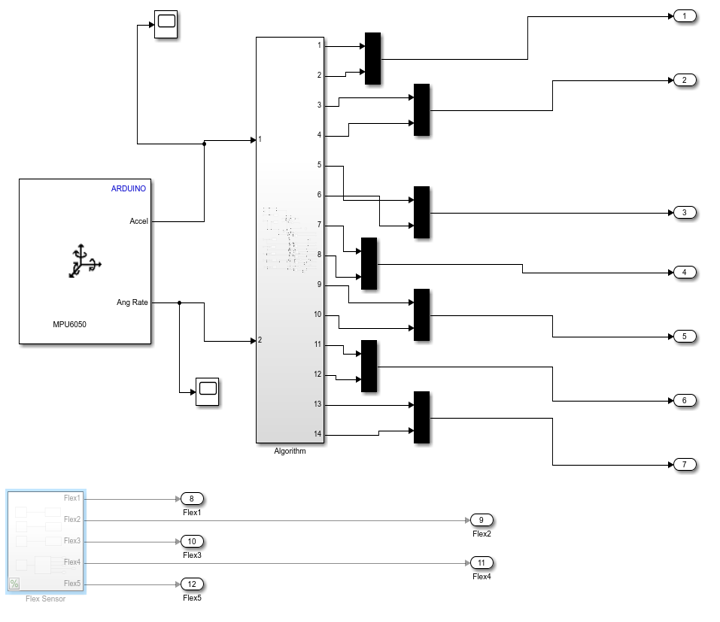 1
1
2
2
3
4
1
5
ARDUINO
6
3
Accel
7
8
4
9
Ang Rate
10
5
MPU6050
2
11
12
6
13
14
Algorithm
7
Flex1
8
Flex1
Flex2
9
Flex2
Flex3
10
Flex3
Flex4
11
Flex4
Flex5
12
Flex5
Flex Sensor